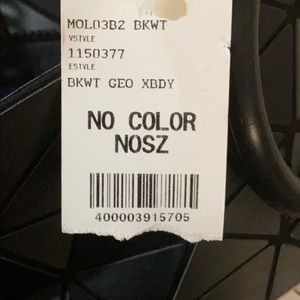 MOL03B2 BKWT
VSTYLE
1150377
ESTYLE
BKWT GEO XBDY
NO COLOR
NOSZ
400003915705